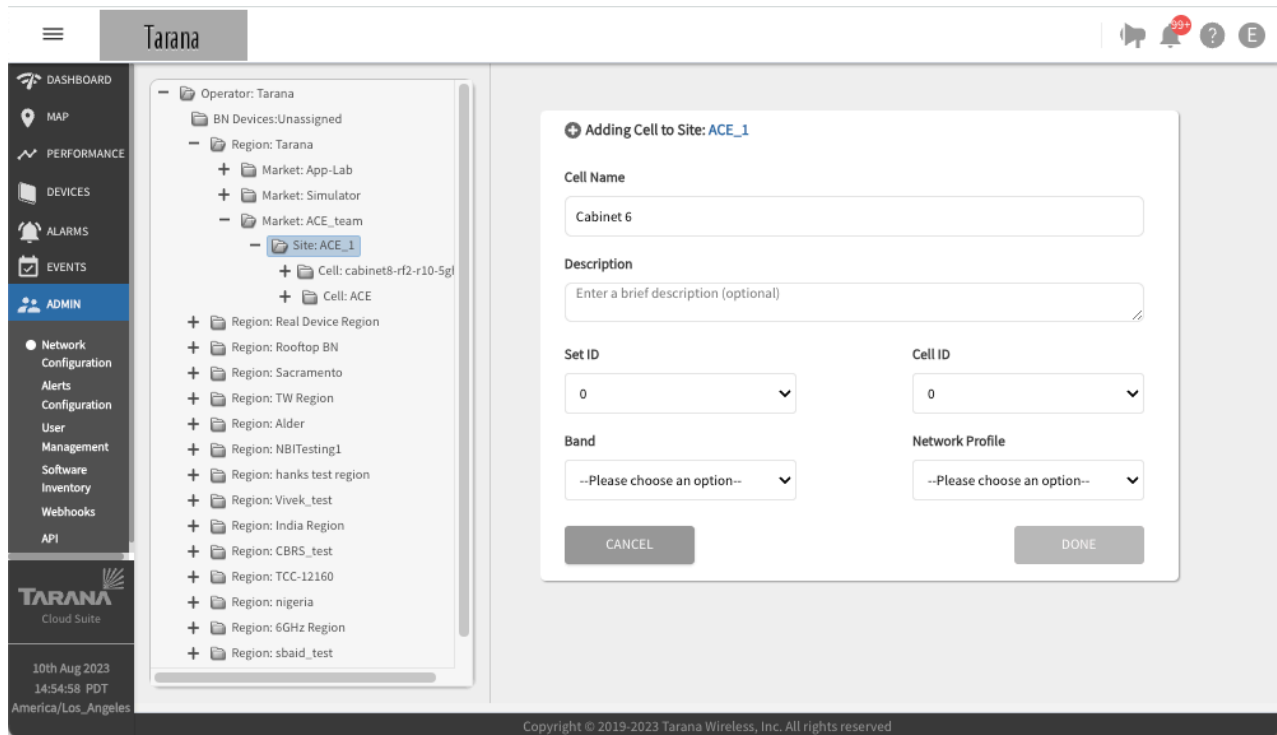 Tarana
99+
?
E
DASHBOARD
MAP
PERFORMANCE
DEVICES
ALARMS
EVENTS
ADMIN
Network
Configuration
Alerts
Configuration
User
Management
Software
Inventory
Webhooks
API
TARANA
Cloud Suite
10th Aug 2023
14:54:58 PDT
America/Los_Angeles
Operator: Tarana
BN Devices:Unassigned
Region: Tarana
Market: App-Lab
Market: Simulator
Market: ACE_team
Site: ACE_1
Cell: cabinet8-rf2-r10-5gl
Cell: ACE
Region: Real Device Region
Region: Rooftop BN
Region: Sacramento
Region: TW Region
Region: Alder
Region: NBITesting1
Region: hanks test region
Region: Vivek_test
Region: India Region
Region: CBRS_test
Region: TCC-12160
Region: nigeria
Region: 6GHz Region
Region: sbaid_test
Adding Cell to Site: ACE_1
Cell Name
Cabinet 6
Description
Enter a brief description (optional)
Set ID
Cell ID
0
0
Band
Network Profile
--Please choose an option--
--Please choose an option--
CANCEL
DONE
Copyright © 2019-2023 Tarana Wireless, Inc. All rights reserved